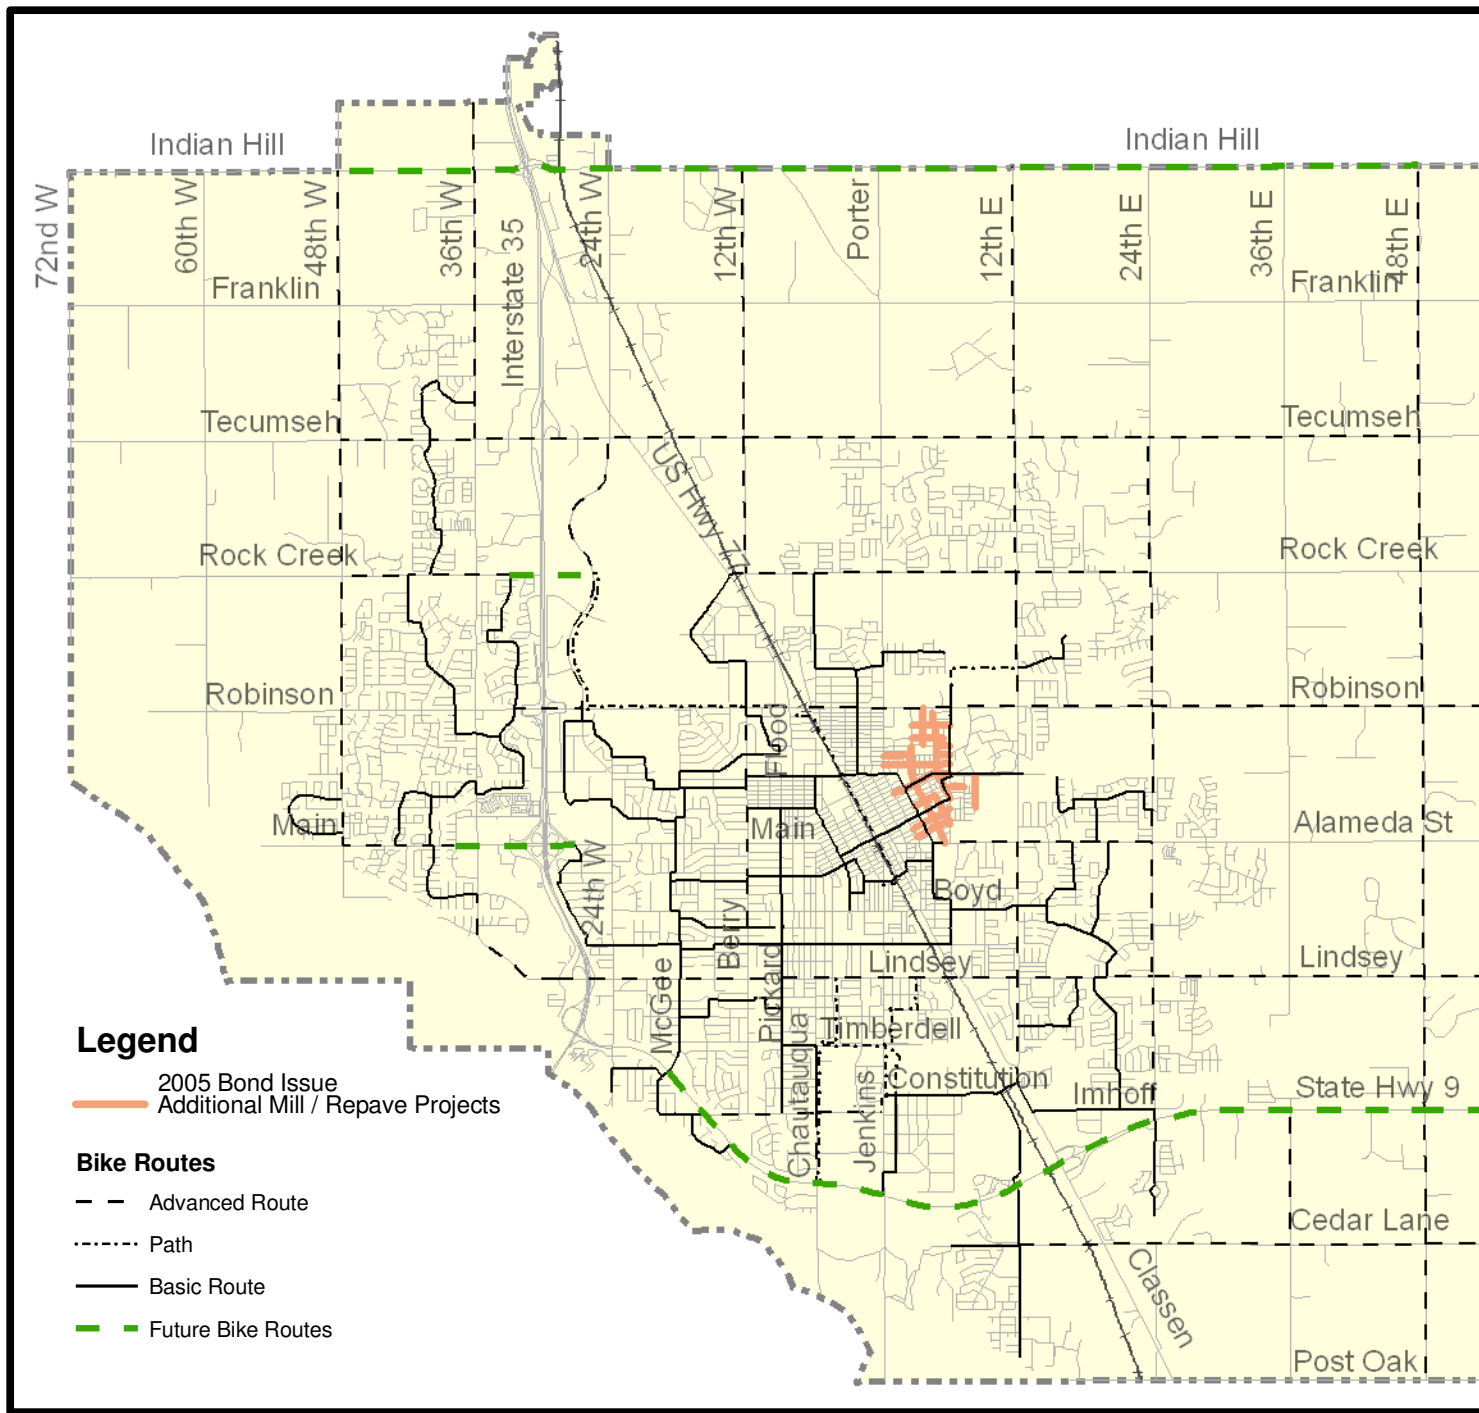 Indian Hill
Indian Hill
72nd W
60th W
48th W
36th W
Interstate 35
24th W
12th W
Porter
12th E
24th E
36th E
48th E
Franklin
Franklin
Tecumseh
Tecumseh
US Hwy 77
Rock Creek
Rock Creek
Robinson
Robinson
Flood
Main
Main
Alameda St
24th W
Berry
Boyd
McGee
Pickard
Lindsey
Lindsey
Chautauqua
Timberdell
Jenkins
Constitution
Imhoff
State Hwy 9
Cedar Lane
Classen
Post Oak
Legend
2005 Bond Issue
Additional Mill / Repave Projects
Bike Routes
Advanced Route
Path
Basic Route
Future Bike Routes